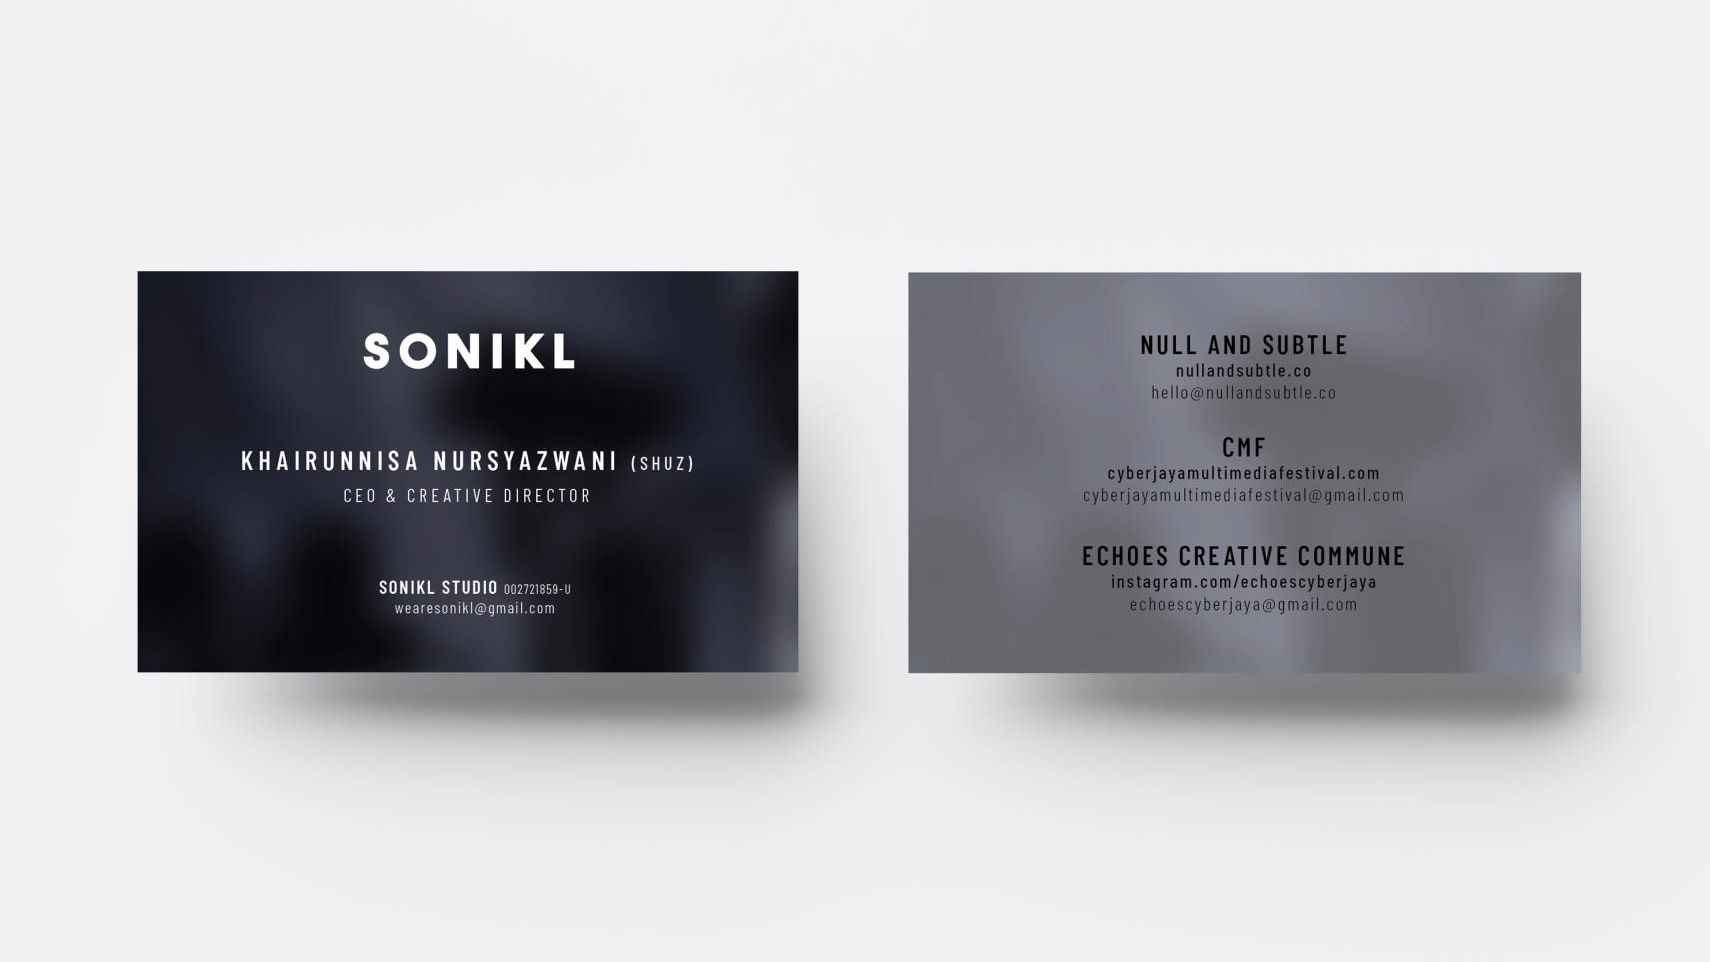 SONIKL
KHAIRUNNISA NURSYAZWANI (SHUZ)
CEO & CREATIVE DIRECTOR
SONIKL STUDIO 002721859-U
wearesonikl@gmail.com
NULL AND SUBTLE
nullandsubtle.co
hello@nullandsubtle.co
CMF
cyberjayamultimediafestival.com
cyberjayamultimediafestival@gmail.com
ECHOES CREATIVE COMMUNE
instagram.com/echoescyberjaya
echoescyberjaya@gmail.com